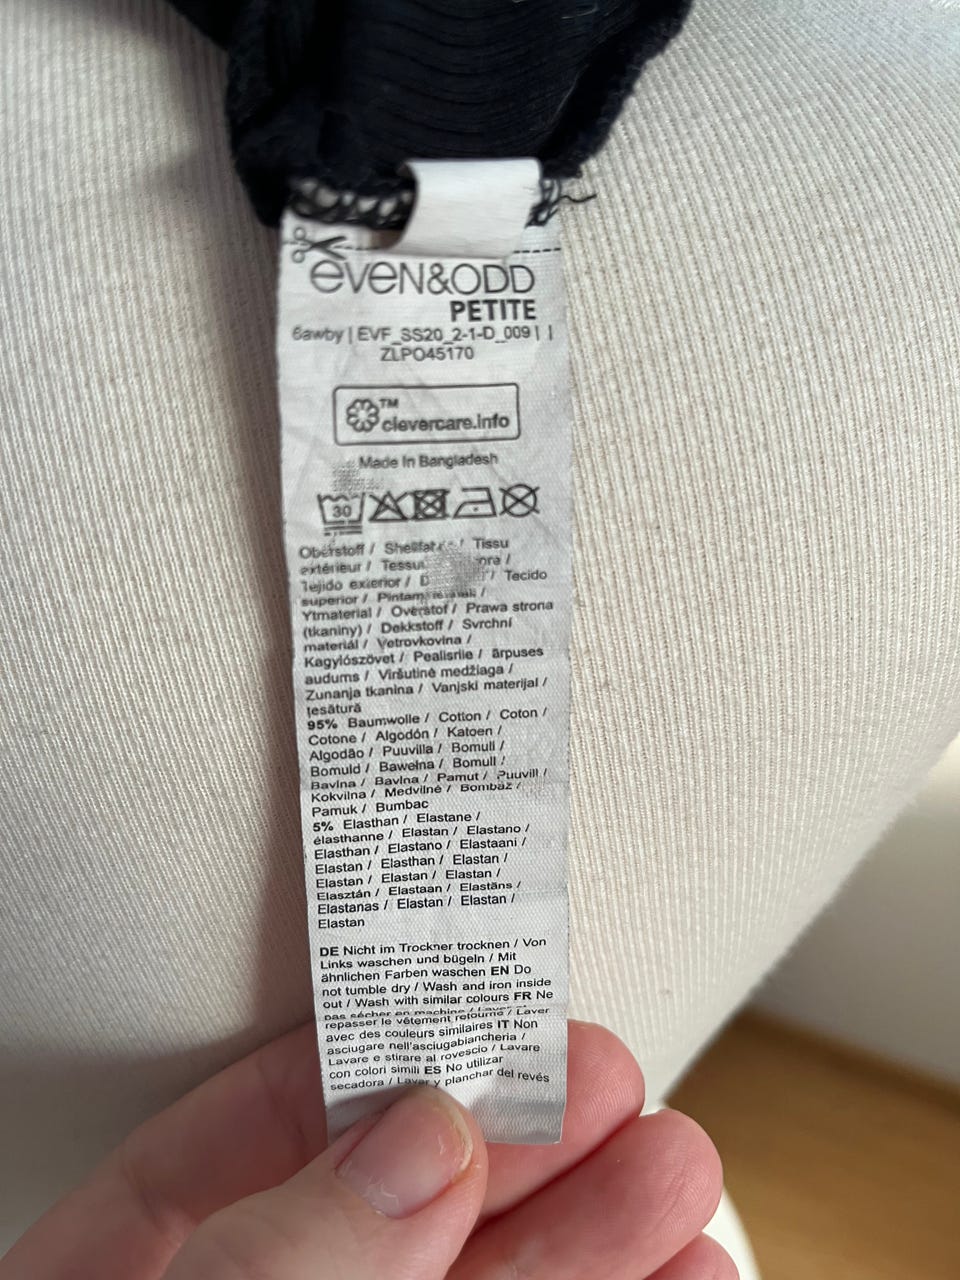 eVeN&ODD
PETITE
6awby | EVF_SS20_2-1-D_009 | |
ZLPO45170
TM
clevercare.info
Made In Bangladesh
30
Oberstoff / / Tissu
extérieur /
Tejido exterior / / Tecido
superior /
Ytmaterial / Overstof / Prawa strona
(tkaniny) / Dekkstoff / Svrchní
materiál / Vetrovkovina /
Kagylószövet / Pealisriie / ārpuses
audums / Viršutinė medžiaga /
Zunanja tkanina / Vanjski materijal /
țesătură
95% Baumwolle / Cotton / Coton /
Cotone / Algodón / Katoen /
Algodão / Puuvilla / Bomull /
Bomuld / Bawełna / Bomull /
Bavlna / Bavlna / Pamut / Puuvill /
Kokvilna / Medvilnė / Bombaž /
Pamuk / Bumbac
5% Elasthan / Elastane /
élasthanne / Elastan / Elastano /
Elasthan / Elastano / Elastaani /
Elastan / Elasthan / Elastan /
Elastan / Elastan / Elastan /
Elasztán / Elastaan / Elastāns /
Elastanas / Elastan / Elastan /
Elastan
DE Nicht im Trockner trocknen / Von
Links waschen und bügeln / Mit
ähnlichen Farben waschen EN Do
not tumble dry / Wash and iron inside
out / Wash with similar colours FR Ne
pas sécher en machine /
repasser le vêtement retourné / Laver
avec des couleurs similaires IT Non
asciugare nell'asciugabiancheria /
Lavare e stirare al rovescio / Lavare
con colori simili ES No utilizar
secadora / Lavar y planchar del revés